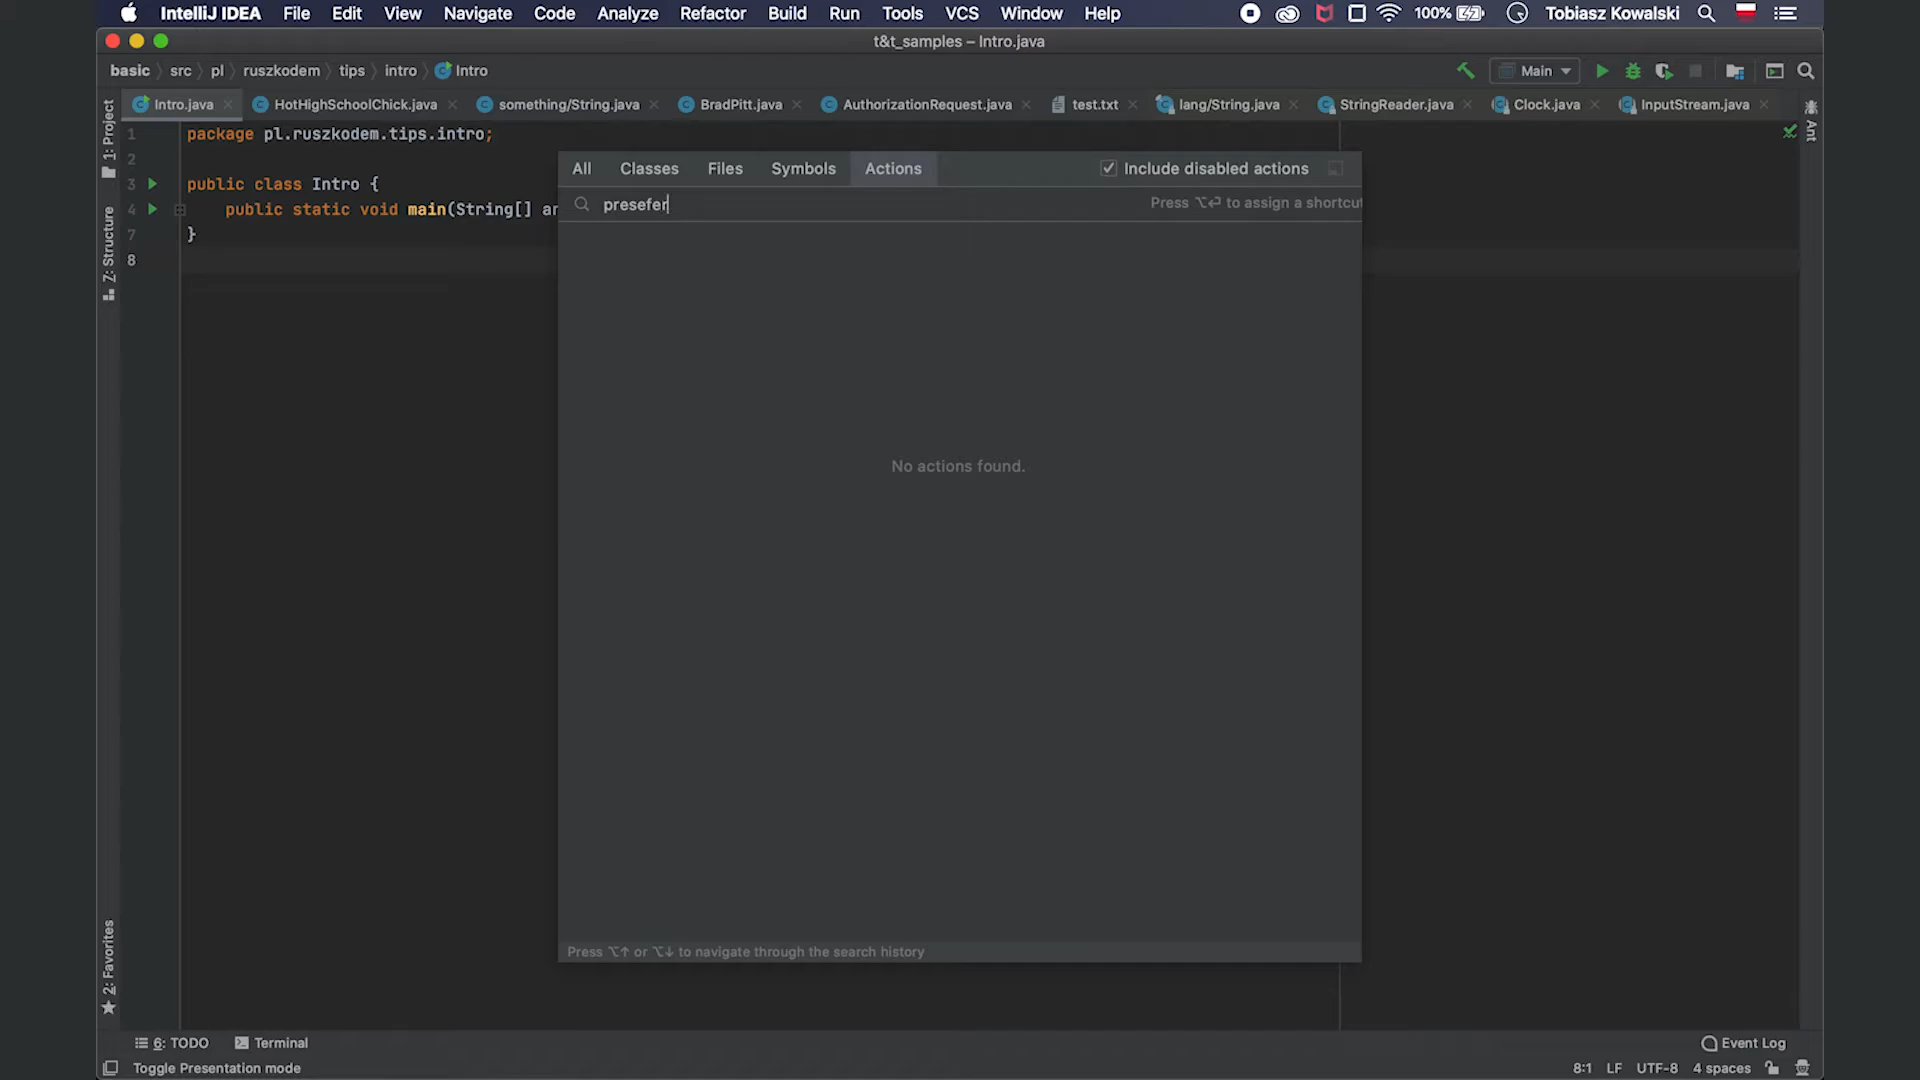 IntelliJ IDEA File Edit View Navigate Code Analyze Refactor Build Run Tools VCS Window Help 100% Tobiasz Kowalski
t&t_samples – Intro.java
basic src pl ruszkodem tips intro Intro Main
Intro.java HotHighSchoolChick.java something/String.java BradPitt.java AuthorizationRequest.java test.txt lang/String.java StringReader.java Clock.java InputStream.java
1: Project
Z: Structure
2: Favorites
Ant
1 package pl.ruszkodem.tips.intro;
2
3 public class Intro {
4 public static void main(String[] ar
7 }
8
All Classes Files Symbols Actions Include disabled actions
presefer Press ⌥⏎ to assign a shortcut
No actions found.
Press ⌥↑ or ⌥↓ to navigate through the search history
6: TODO Terminal Event Log
Toggle Presentation mode 8:1 LF UTF-8 4 spaces